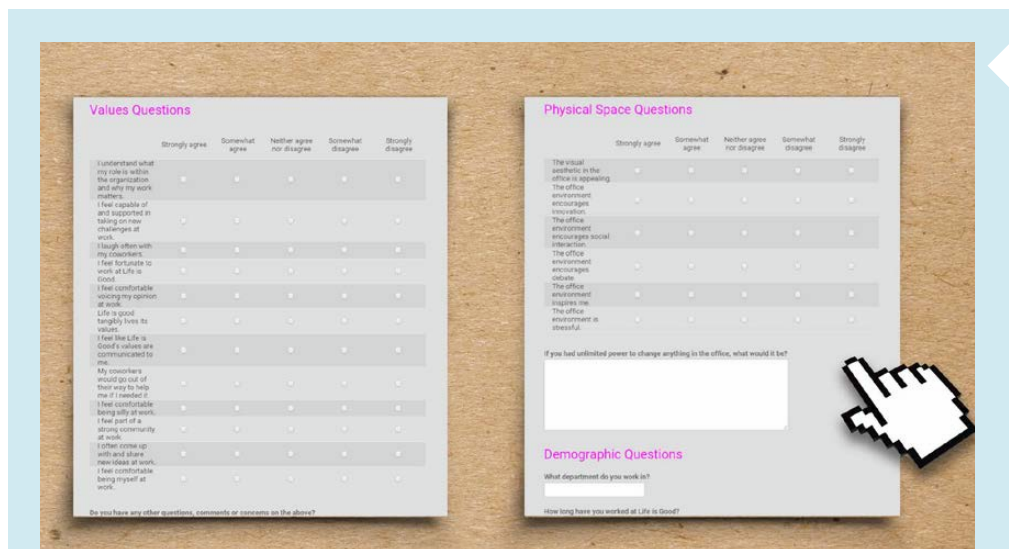 Values Questions
Strongly agree
Somewhat
agree
Neither agree
nor disagree
Somewhat
disagree
Strongly
disagree
I understand what
my role is within
the organization
and why my work
matters.
I feel capable of
and supported in
taking on new
challenges at
work.
I laugh often with
my coworkers.
I feel fortunate to
work at Life is
Good.
I feel comfortable
voicing my opinion
at work.
Life is good
tangibly lives its
values.
I feel like Life is
Good's values are
communicated to
me.
My coworkers
would go out of
their way to help
me if I needed it.
I feel comfortable
being silly at work.
I feel part of a
strong community
at work.
I often come up
with and share
new ideas at work.
I feel comfortable
being myself at
work.
Do you have any other questions, comments or concerns on the above?
Physical Space Questions
Strongly agree
Somewhat
agree
Neither agree
nor disagree
Somewhat
disagree
Strongly
disagree
The visual
aesthetic in the
office is appealing.
The office
environment
encourages
innovation.
The office
environment
encourages social
interaction.
The office
environment
encourages
debate.
The office
environment
inspires me.
The office
environment is
stressful.
If you had unlimited power to change anything in the office, what would it be?
Demographic Questions
What department do you work in?
How long have you worked at Life is Good?